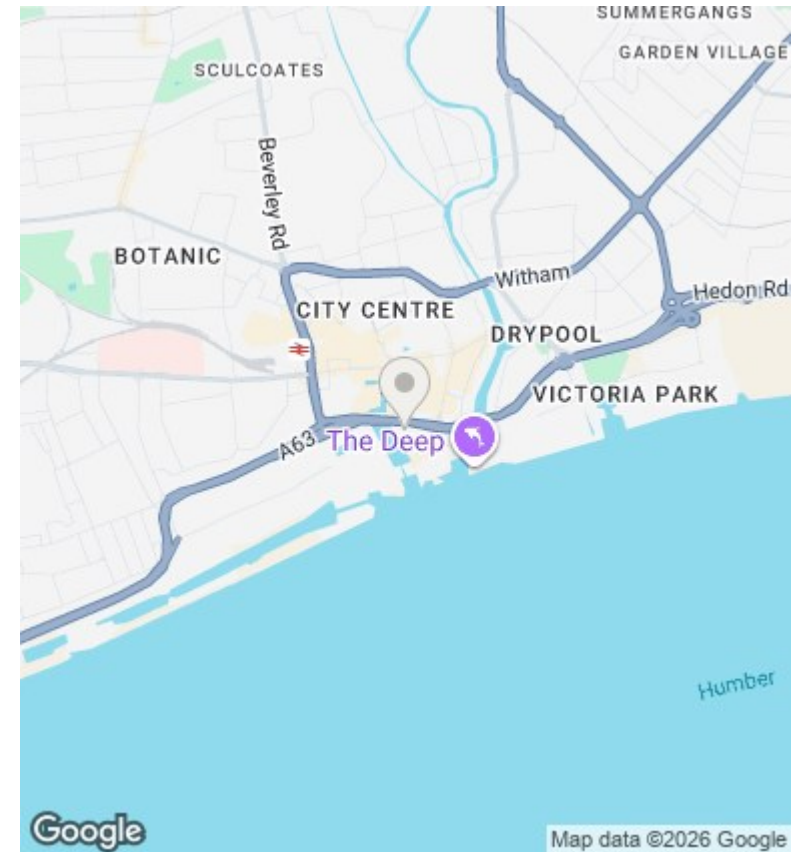 SUMMERGANGS
GARDEN VILLAGE
SCULCOATES
Beverley Rd
BOTANIC
Witham
Hedon Rd
CITY CENTRE
DRYPOOL
VICTORIA PARK
A63
The Deep
Humber
Google
Map data ©2026 Google